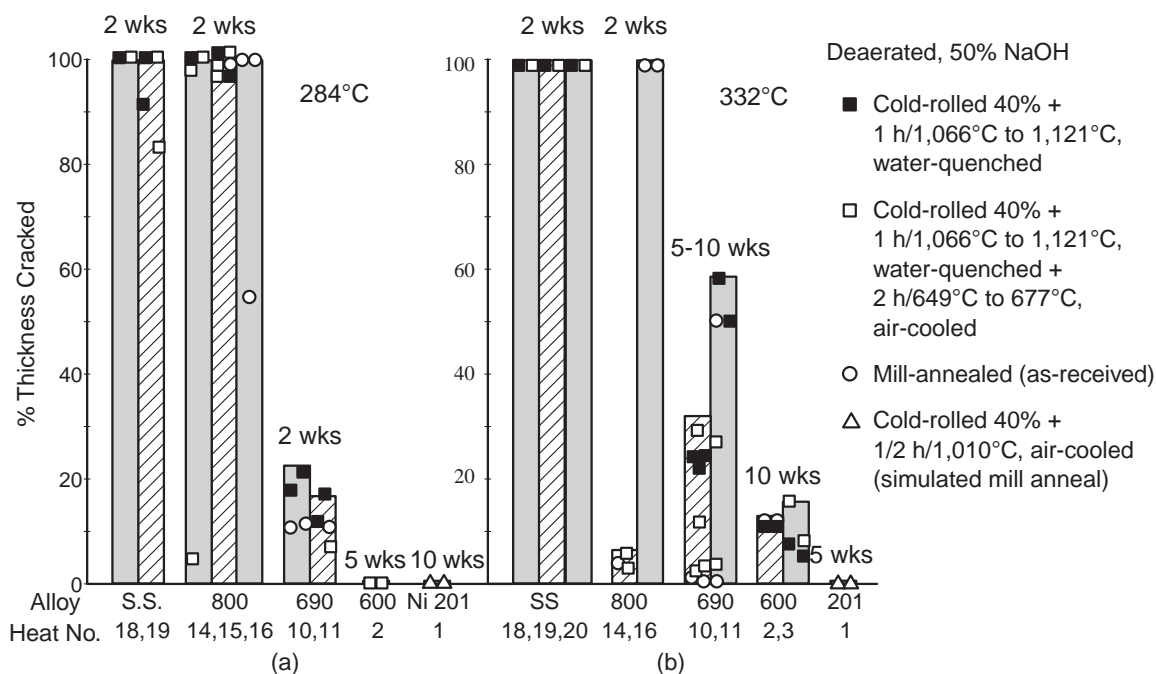 2 wks
2 wks
100
284°C
80
60
40
20
0
% Thickness Cracked
2 wks
5 wks
10 wks
Alloy S.S. 800 690 600 Ni 201
Heat No. 18,19 14,15,16 10,11 2 1
(a)
2 wks
2 wks
100
332°C
80
60
40
20
5-10 wks
10 wks
5 wks
SS 800 690 600 201
18,19,20 14,16 10,11 2,3 1
(b)
Deaerated, 50% NaOH
Cold-rolled 40% +
1 h/1,066°C to 1,121°C,
water-quenched
Cold-rolled 40% +
1 h/1,066°C to 1,121°C,
water-quenched +
2 h/649°C to 677°C,
air-cooled
Mill-annealed (as-received)
Cold-rolled 40% +
1/2 h/1,010°C, air-cooled
(simulated mill anneal)